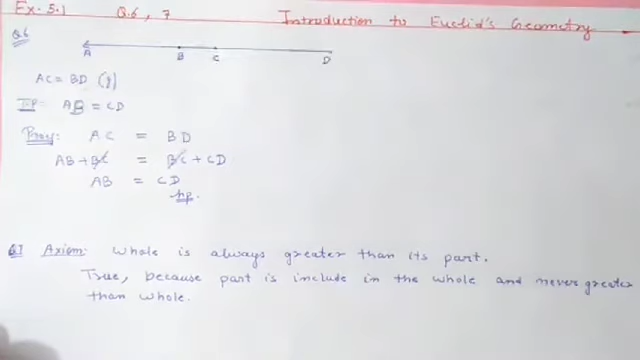 Ex. 5.1 Q.6, 7 Introduction to Euclid's Geometry
Q6
A B C D
AC = BD (g)
TP: AB = CD
Prov: AC = BD
AB + BC = BC + CD
AB = CD
hp.
Q7 Axiom: Whole is always greater than its part.
True, because part is include in the whole and never greater
than whole.